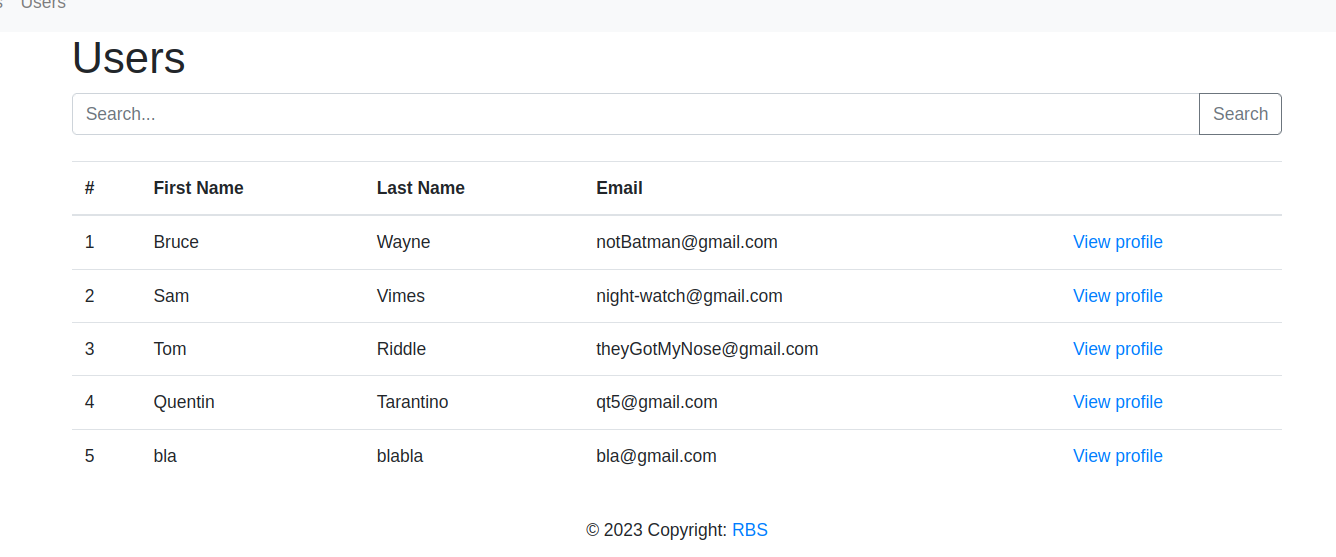 Users
Users
Search... Search
# First Name Last Name Email
1 Bruce Wayne notBatman@gmail.com View profile
2 Sam Vimes night-watch@gmail.com View profile
3 Tom Riddle theyGotMyNose@gmail.com View profile
4 Quentin Tarantino qt5@gmail.com View profile
5 bla blabla bla@gmail.com View profile
© 2023 Copyright: RBS